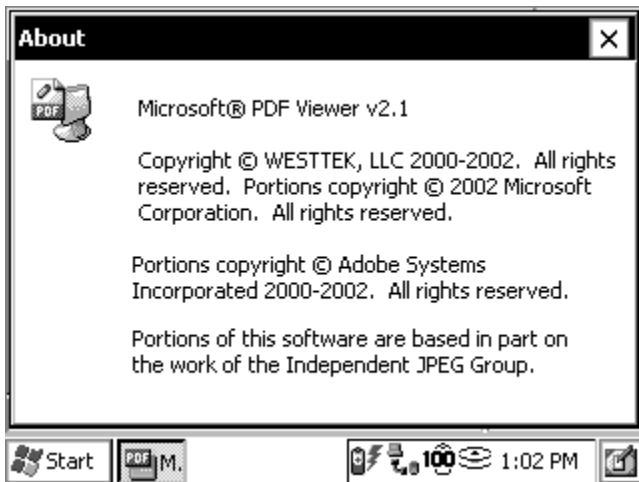 About
PDF
Microsoft® PDF Viewer v2.1
Copyright © WESTTEK, LLC 2000-2002. All rights
reserved. Portions copyright © 2002 Microsoft
Corporation. All rights reserved.
Portions copyright © Adobe Systems
Incorporated 2000-2002. All rights reserved.
Portions of this software are based in part on
the work of the Independent JPEG Group.
Start PDF M. 100 1:02 PM